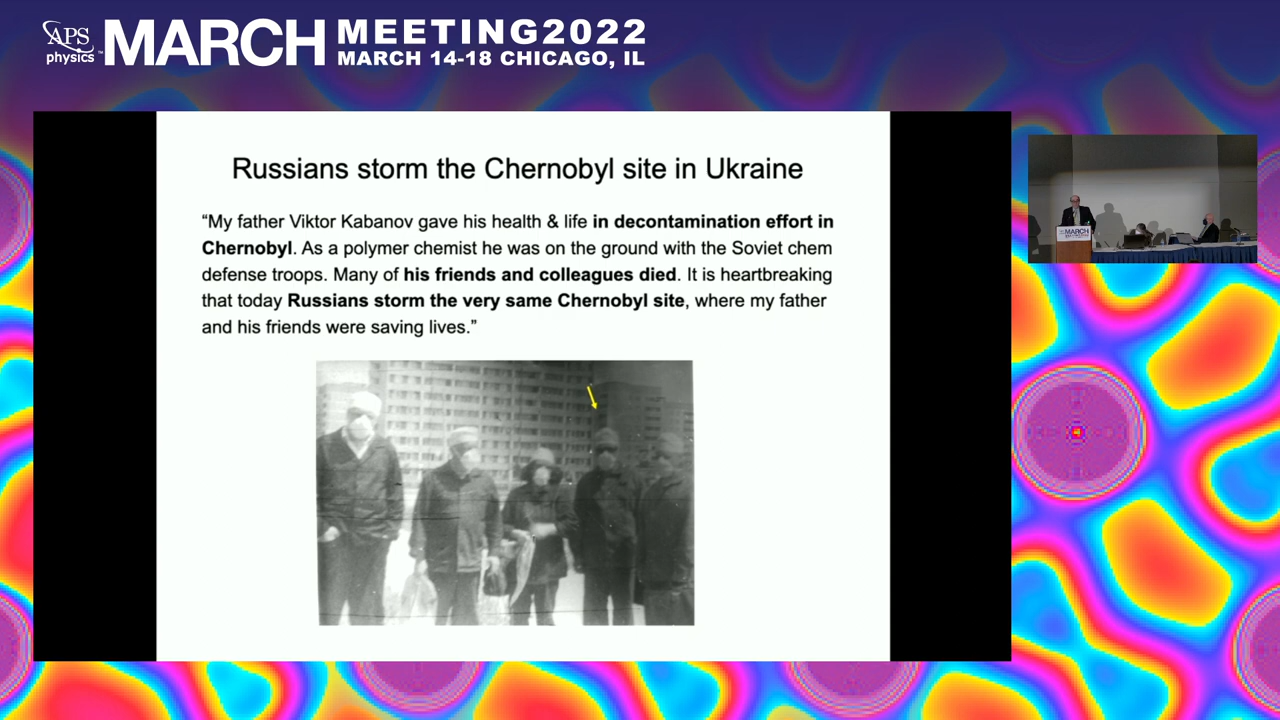 APS
physics
MARCH
MEETING2022
MARCH 14-18 CHICAGO, IL
Russians storm the Chernobyl site in Ukraine
“My father Viktor Kabanov gave his health & life in decontamination effort in
Chernobyl. As a polymer chemist he was on the ground with the Soviet chem
defense troops. Many of his friends and colleagues died. It is heartbreaking
that today Russians storm the very same Chernobyl site, where my father
and his friends were saving lives.”
MARCH